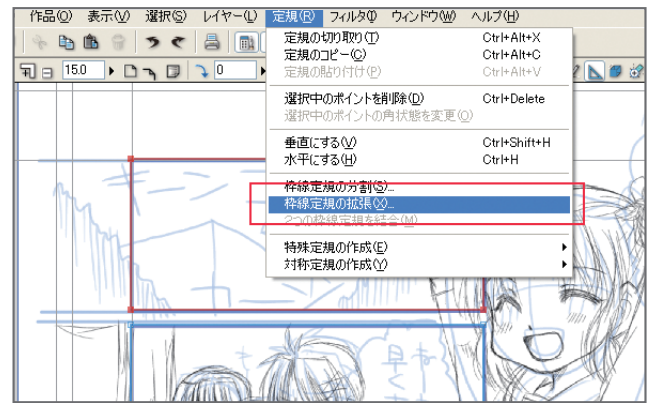 作品(O) 表示(V) 選択(S) レイヤー(L) 定規(R) フィルタ(I) ウィンドウ(W) ヘルプ(H)
15.0 0
定規の切り取り(T) Ctrl+Alt+X
定規のコピー(C) Ctrl+Alt+C
定規の貼り付け(P) Ctrl+Alt+V
選択中のポイントを削除(D) Ctrl+Delete
選択中のポイントの角状態を変更(O)
垂直にする(V) Ctrl+Shift+H
水平にする(H) Ctrl+H
枠線定規の分割(S)...
枠線定規の拡張(X)...
2つの枠線定規を結合(M)
特殊定規の作成(E)
対称定規の作成(Y)